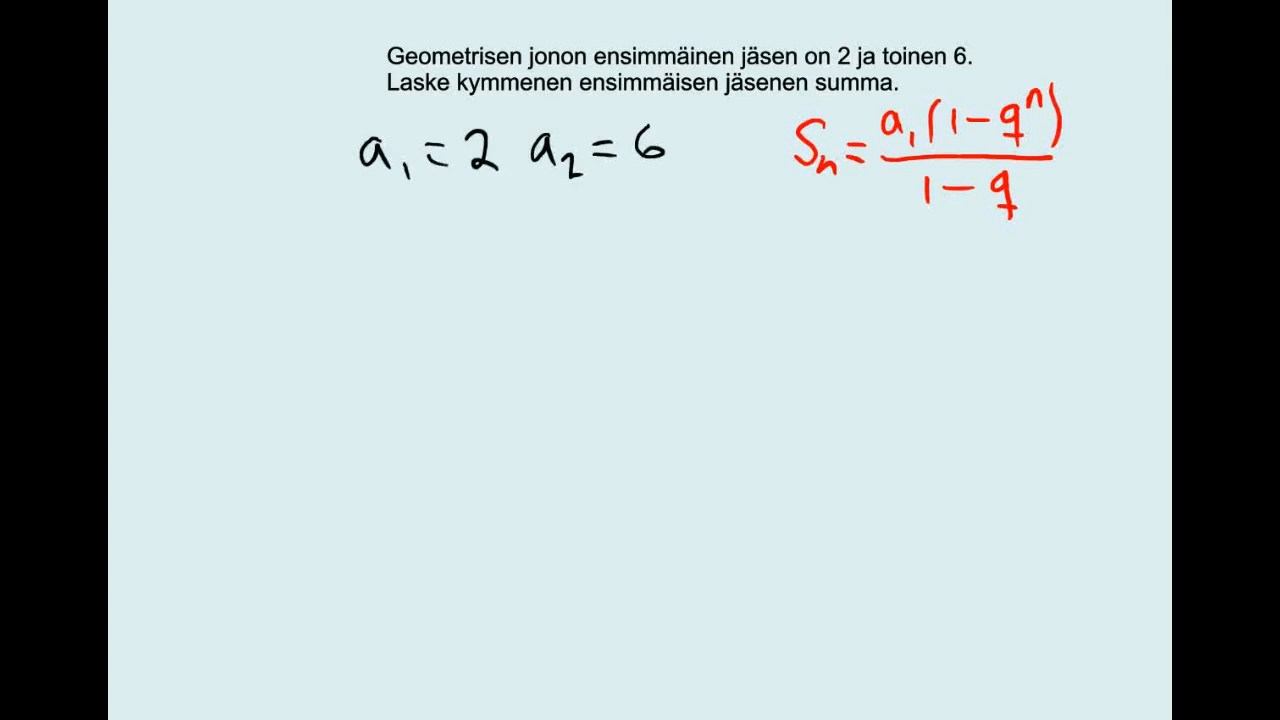 Geometrisen jonon ensimmäinen jäsen on 2 ja toinen 6.
Laske kymmenen ensimmäisen jäsenen summa.
a₁ = 2 a₂ = 6
Sₙ = a₁(1 - qⁿ)
1 - q